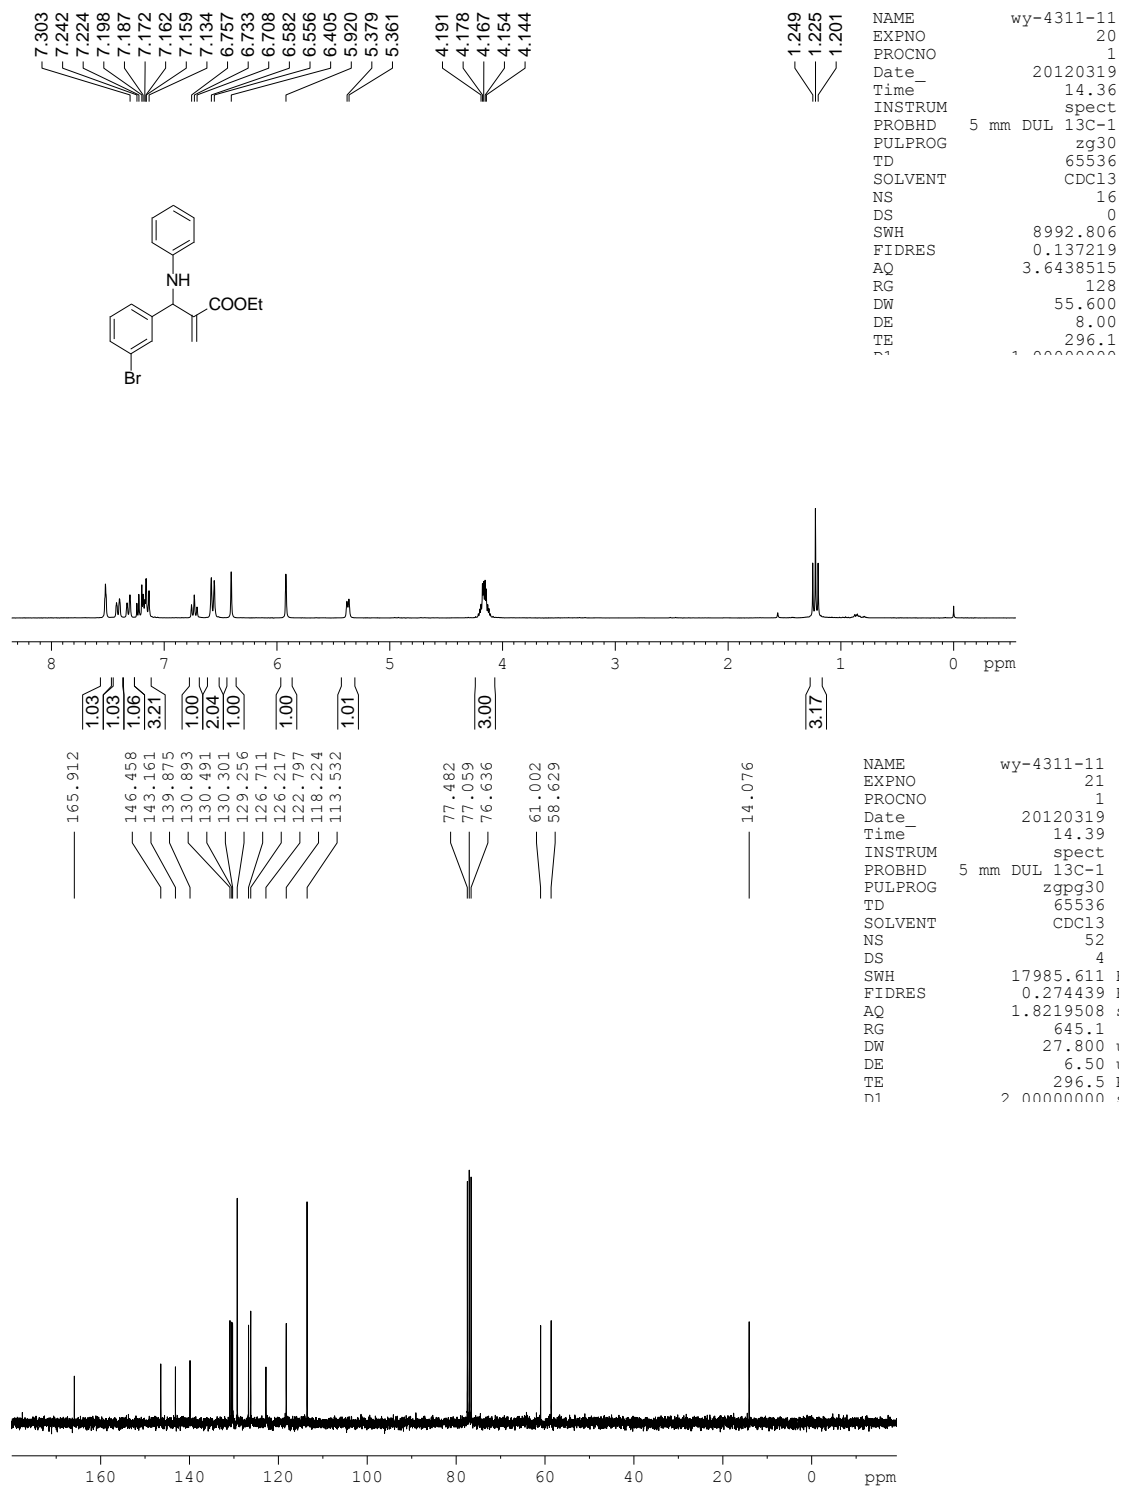 7.303
7.242
7.224
7.198
7.187
7.172
7.162
7.159
7.134
6.757
6.733
6.708
6.582
6.556
6.405
5.920
5.379
5.361
4.191
4.178
4.167
4.154
4.144
1.249
1.225
1.201
NAME wy-4311-11
EXPNO 20
PROCNO 1
Date_ 20120319
Time 14.36
INSTRUM spect
PROBHD 5 mm DUL 13C-1
PULPROG zg30
TD 65536
SOLVENT CDCl3
NS 16
DS 0
SWH 8992.806
FIDRES 0.137219
AQ 3.6438515
RG 128
DW 55.600
DE 8.00
TE 296.1
D1 1.00000000
NH
COOEt
Br
8 7 6 5 4 3 2 1 0 ppm
1.03
1.03
1.06
3.21
1.00
2.04
1.00
1.00
1.01
3.00
3.17
165.912
146.458
143.161
139.875
130.893
130.491
130.301
129.256
126.711
126.217
122.797
118.224
113.532
77.482
77.059
76.636
61.002
58.629
14.076
NAME wy-4311-11
EXPNO 21
PROCNO 1
Date_ 20120319
Time 14.39
INSTRUM spect
PROBHD 5 mm DUL 13C-1
PULPROG zgpg30
TD 65536
SOLVENT CDCl3
NS 52
DS 4
SWH 17985.611
FIDRES 0.274439
AQ 1.8219508
RG 645.1
DW 27.800
DE 6.50
TE 296.5
D1 2.00000000
160 140 120 100 80 60 40 20 0 ppm